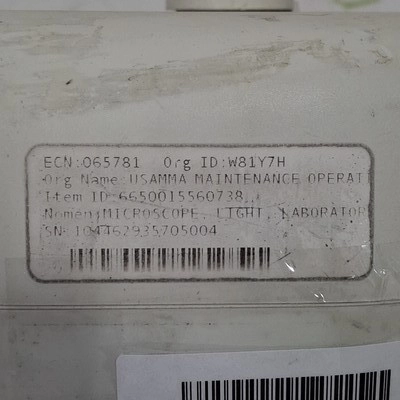 ECN:065781 Org ID:W81Y7H
Org Name:USAMMA MAINTENANCE OPERAT
Item ID:6650015560738
Nomen:MICROSCOPE, LIGHT, LABORATOR
SN: 104462935705004